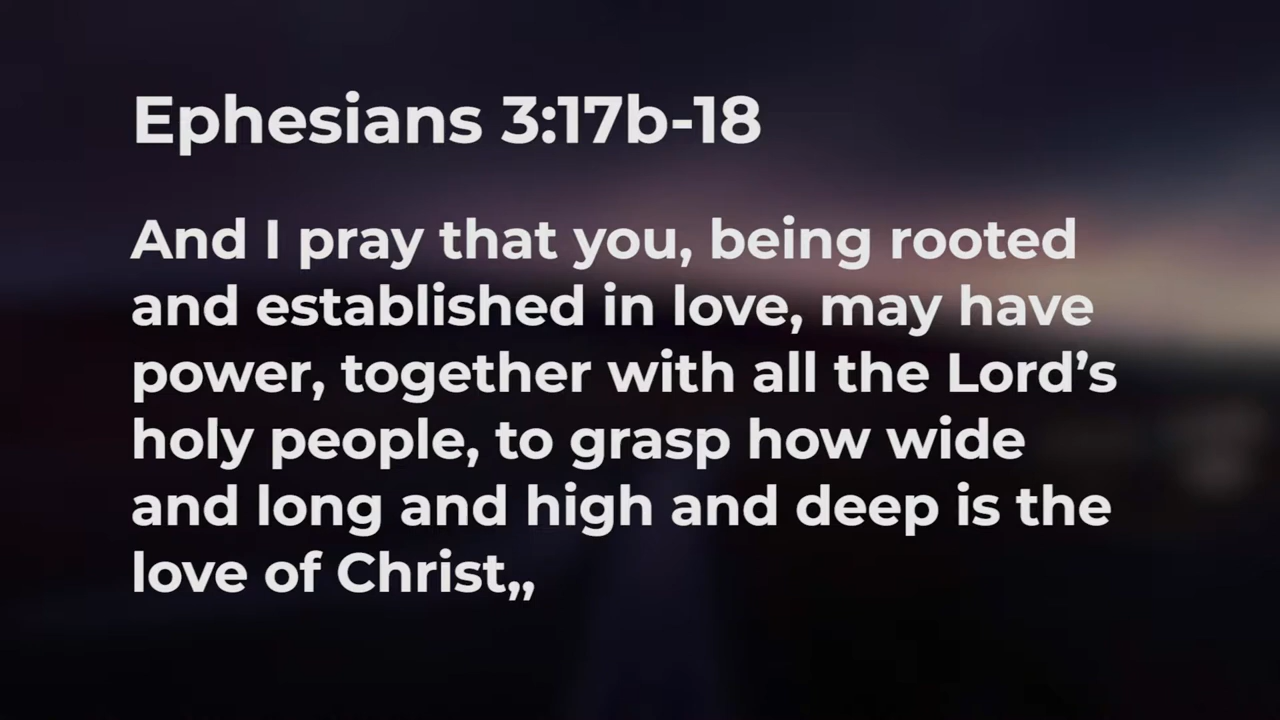 Ephesians 3:17b-18
And I pray that you, being rooted
and established in love, may have
power, together with all the Lord’s
holy people, to grasp how wide
and long and high and deep is the
love of Christ,,